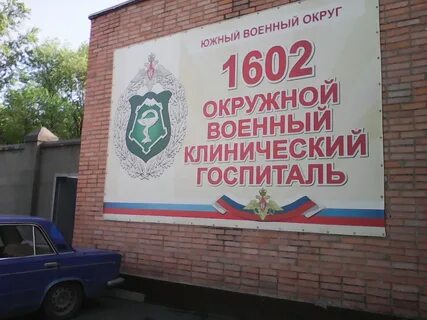 ЮЖНЫЙ ВОЕННЫЙ ОКРУГ
1602
ОКРУЖНОЙ
ВОЕННЫЙ
КЛИНИЧЕСКИЙ
ГОСПИТАЛЬ